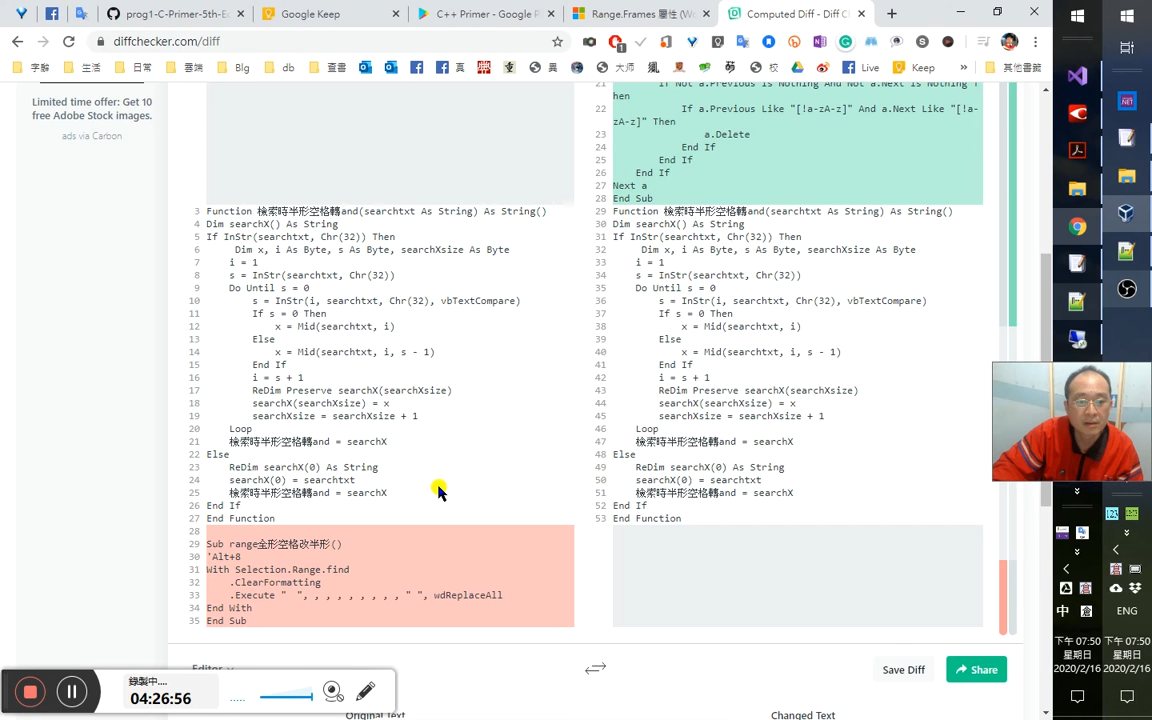 prog1-C-Primer-5th-Ed
Google Keep
C++ Primer - Google P
Range.Frames 屬性 (Wo
Computed Diff - Diff C
diffchecker.com/diff
字辭
生活
日常
雲端
Blg
db
查書
真
異
大师
萌
校
Live
Keep
其他書籤
Limited time offer: Get 10
free Adobe Stock images.
ads via Carbon
21 If Not a.Previous Is Nothing And Not a.Next Is Nothing T
hen
22 If a.Previous Like "[!a-zA-z]" And a.Next Like "[!a-
zA-z]" Then
23 a.Delete
24 End If
25 End If
26 End If
27 Next a
28 End Sub
3 Function 檢索時半形空格轉and(searchtxt As String) As String()
4 Dim searchX() As String
5 If InStr(searchtxt, Chr(32)) Then
6 Dim x, i As Byte, s As Byte, searchXsize As Byte
7 i = 1
8 s = InStr(searchtxt, Chr(32))
9 Do Until s = 0
10 s = InStr(i, searchtxt, Chr(32), vbTextCompare)
11 If s = 0 Then
12 x = Mid(searchtxt, i)
13 Else
14 x = Mid(searchtxt, i, s - 1)
15 End If
16 i = s + 1
17 ReDim Preserve searchX(searchXsize)
18 searchX(searchXsize) = x
19 searchXsize = searchXsize + 1
20 Loop
21 檢索時半形空格轉and = searchX
22 Else
23 ReDim searchX(0) As String
24 searchX(0) = searchtxt
25 檢索時半形空格轉and = searchX
26 End If
27 End Function
28
29 Sub range全形空格改半形()
30 'Alt+8
31 With Selection.Range.find
32 .ClearFormatting
33 .Execute "　", , , , , , , , , " ", wdReplaceAll
34 End With
35 End Sub
29 Function 檢索時半形空格轉and(searchtxt As String) As String()
30 Dim searchX() As String
31 If InStr(searchtxt, Chr(32)) Then
32 Dim x, i As Byte, s As Byte, searchXsize As Byte
33 i = 1
34 s = InStr(searchtxt, Chr(32))
35 Do Until s = 0
36 s = InStr(i, searchtxt, Chr(32), vbTextCompare)
37 If s = 0 Then
38 x = Mid(searchtxt, i)
39 Else
40 x = Mid(searchtxt, i, s - 1)
41 End If
42 i = s + 1
43 ReDim Preserve searchX(searchXsize)
44 searchX(searchXsize) = x
45 searchXsize = searchXsize + 1
46 Loop
47 檢索時半形空格轉and = searchX
48 Else
49 ReDim searchX(0) As String
50 searchX(0) = searchtxt
51 檢索時半形空格轉and = searchX
52 End If
53 End Function
Editor
Save Diff
Share
Original Text
Changed Text
錄製中....
04:26:56
中
ENG
下午 07:50
星期日
2020/2/16
下午 07:50
星期日
2020/2/16